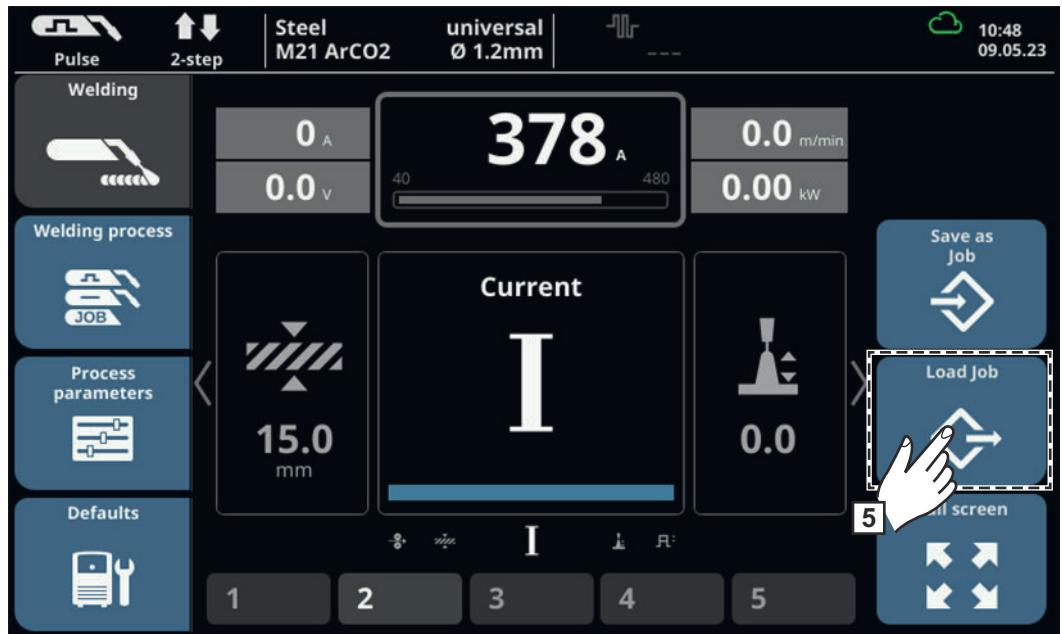 Pulse
2-step
Steel
M21 ArCO2
universal
Ø 1.2mm
---
10:48
09.05.23
Welding
0 A
0.0 V
378 A
40
480
0.0 m/min
0.00 kW
Welding process
JOB
Process
parameters
Defaults
15.0
mm
Current
I
0.0
Save as
Job
Load Job
5
ll screen
I
1
2
3
4
5